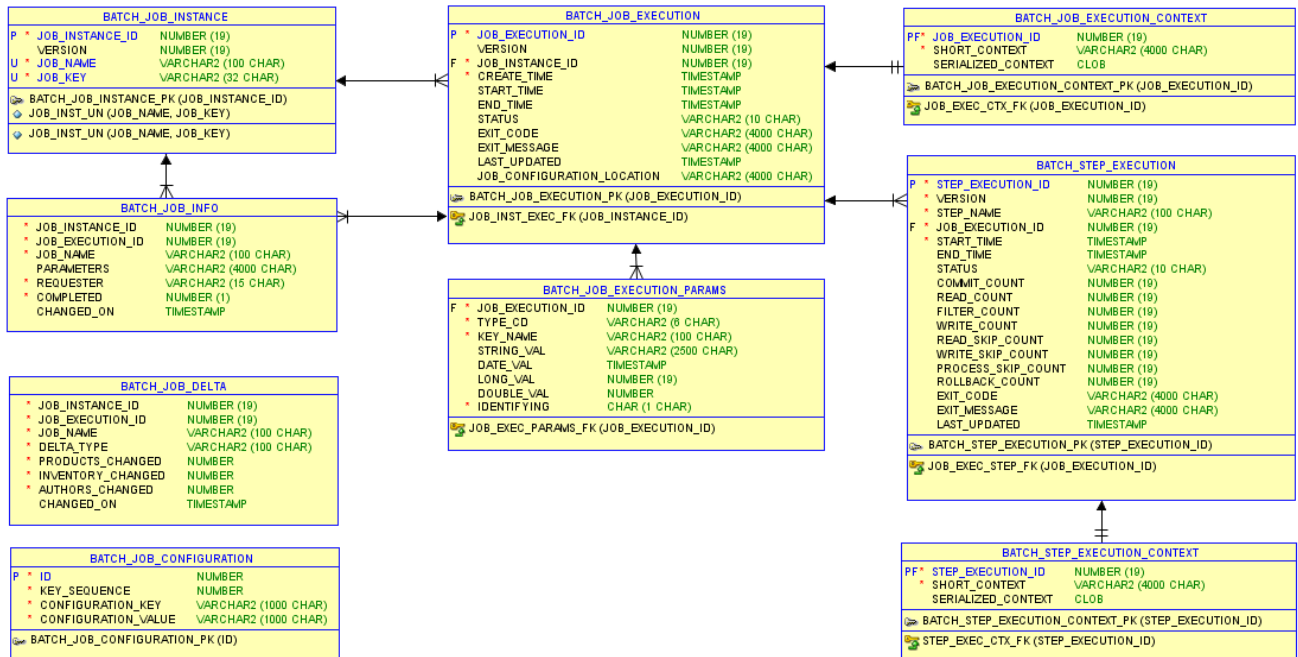 BATCH_JOB_INSTANCE
P * JOB_INSTANCE_ID NUMBER (19)
VERSION NUMBER (19)
U * JOB_NAME VARCHAR2 (100 CHAR)
U * JOB_KEY VARCHAR2 (32 CHAR)
BATCH_JOB_INSTANCE_PK (JOB_INSTANCE_ID)
JOB_INST_UN (JOB_NAME, JOB_KEY)
JOB_INST_UN (JOB_NAME, JOB_KEY)
BATCH_JOB_INFO
* JOB_INSTANCE_ID NUMBER (19)
* JOB_EXECUTION_ID NUMBER (19)
* JOB_NAME VARCHAR2 (100 CHAR)
PARAMETERS VARCHAR2 (4000 CHAR)
* REQUESTER VARCHAR2 (15 CHAR)
* COMPLETED NUMBER (1)
CHANGED_ON TIMESTAMP
BATCH_JOB_DELTA
* JOB_INSTANCE_ID NUMBER (19)
* JOB_EXECUTION_ID NUMBER (19)
* JOB_NAME VARCHAR2 (100 CHAR)
* DELTA_TYPE VARCHAR2 (100 CHAR)
* PRODUCTS_CHANGED NUMBER
* INVENTORY_CHANGED NUMBER
* AUTHORS_CHANGED NUMBER
CHANGED_ON TIMESTAMP
BATCH_JOB_CONFIGURATION
P * ID NUMBER
* KEY_SEQUENCE NUMBER
* CONFIGURATION_KEY VARCHAR2 (1000 CHAR)
* CONFIGURATION_VALUE VARCHAR2 (1000 CHAR)
BATCH_JOB_CONFIGURATION_PK (ID)
BATCH_JOB_EXECUTION
P * JOB_EXECUTION_ID NUMBER (19)
VERSION NUMBER (19)
F * JOB_INSTANCE_ID NUMBER (19)
* CREATE_TIME TIMESTAMP
START_TIME TIMESTAMP
END_TIME TIMESTAMP
STATUS VARCHAR2 (10 CHAR)
EXIT_CODE VARCHAR2 (4000 CHAR)
EXIT_MESSAGE VARCHAR2 (4000 CHAR)
LAST_UPDATED TIMESTAMP
JOB_CONFIGURATION_LOCATION VARCHAR2 (4000 CHAR)
BATCH_JOB_EXECUTION_PK (JOB_EXECUTION_ID)
JOB_INST_EXEC_FK (JOB_INSTANCE_ID)
BATCH_JOB_EXECUTION_PARAMS
F * JOB_EXECUTION_ID NUMBER (19)
* TYPE_CD VARCHAR2 (6 CHAR)
* KEY_NAME VARCHAR2 (100 CHAR)
STRING_VAL VARCHAR2 (2500 CHAR)
DATE_VAL TIMESTAMP
LONG_VAL NUMBER (19)
DOUBLE_VAL NUMBER
* IDENTIFYING CHAR (1 CHAR)
JOB_EXEC_PARAMS_FK (JOB_EXECUTION_ID)
BATCH_JOB_EXECUTION_CONTEXT
PF* JOB_EXECUTION_ID NUMBER (19)
* SHORT_CONTEXT VARCHAR2 (4000 CHAR)
SERIALIZED_CONTEXT CLOB
BATCH_JOB_EXECUTION_CONTEXT_PK (JOB_EXECUTION_ID)
JOB_EXEC_CTX_FK (JOB_EXECUTION_ID)
BATCH_STEP_EXECUTION
P * STEP_EXECUTION_ID NUMBER (19)
* VERSION NUMBER (19)
* STEP_NAME VARCHAR2 (100 CHAR)
F * JOB_EXECUTION_ID NUMBER (19)
* START_TIME TIMESTAMP
END_TIME TIMESTAMP
STATUS VARCHAR2 (10 CHAR)
COMMIT_COUNT NUMBER (19)
READ_COUNT NUMBER (19)
FILTER_COUNT NUMBER (19)
WRITE_COUNT NUMBER (19)
READ_SKIP_COUNT NUMBER (19)
WRITE_SKIP_COUNT NUMBER (19)
PROCESS_SKIP_COUNT NUMBER (19)
ROLLBACK_COUNT NUMBER (19)
EXIT_CODE VARCHAR2 (4000 CHAR)
EXIT_MESSAGE VARCHAR2 (4000 CHAR)
LAST_UPDATED TIMESTAMP
BATCH_STEP_EXECUTION_PK (STEP_EXECUTION_ID)
JOB_EXEC_STEP_FK (JOB_EXECUTION_ID)
BATCH_STEP_EXECUTION_CONTEXT
PF* STEP_EXECUTION_ID NUMBER (19)
* SHORT_CONTEXT VARCHAR2 (4000 CHAR)
SERIALIZED_CONTEXT CLOB
BATCH_STEP_EXECUTION_CONTEXT_PK (STEP_EXECUTION_ID)
STEP_EXEC_CTX_FK (STEP_EXECUTION_ID)